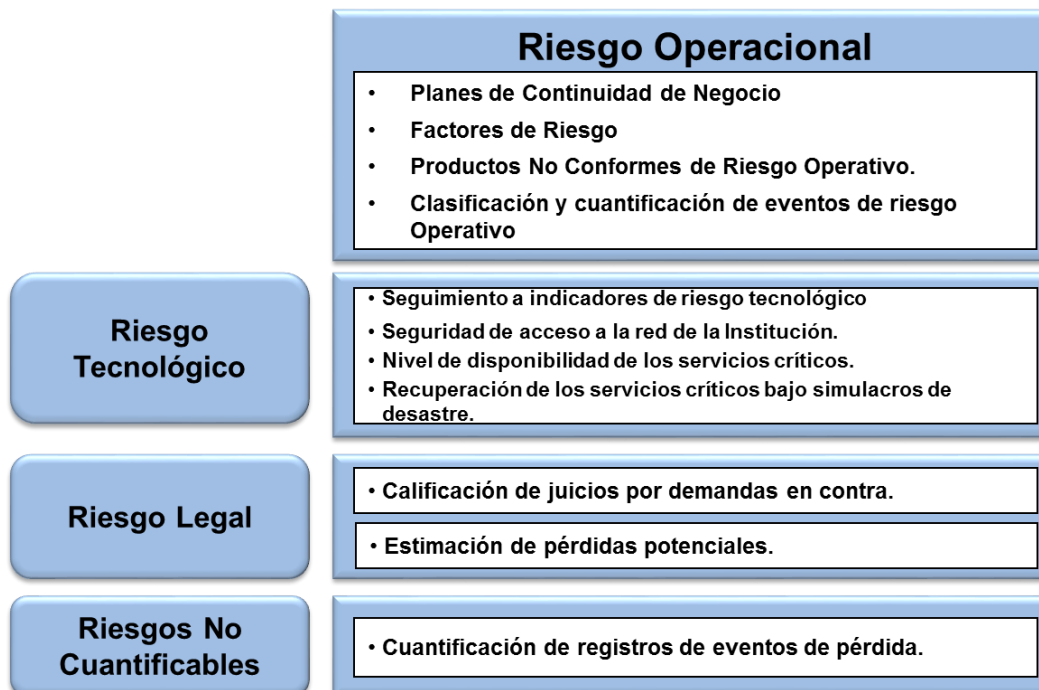 Riesgo Operacional
• Planes de Continuidad de Negocio
• Factores de Riesgo
• Productos No Conformes de Riesgo Operativo.
• Clasificación y cuantificación de eventos de riesgo
Operativo
Riesgo
Tecnológico
• Seguimiento a indicadores de riesgo tecnológico
• Seguridad de acceso a la red de la Institución.
• Nivel de disponibilidad de los servicios críticos.
• Recuperación de los servicios críticos bajo simulacros de
desastre.
Riesgo Legal
• Calificación de juicios por demandas en contra.
• Estimación de pérdidas potenciales.
Riesgos No
Cuantificables
• Cuantificación de registros de eventos de pérdida.